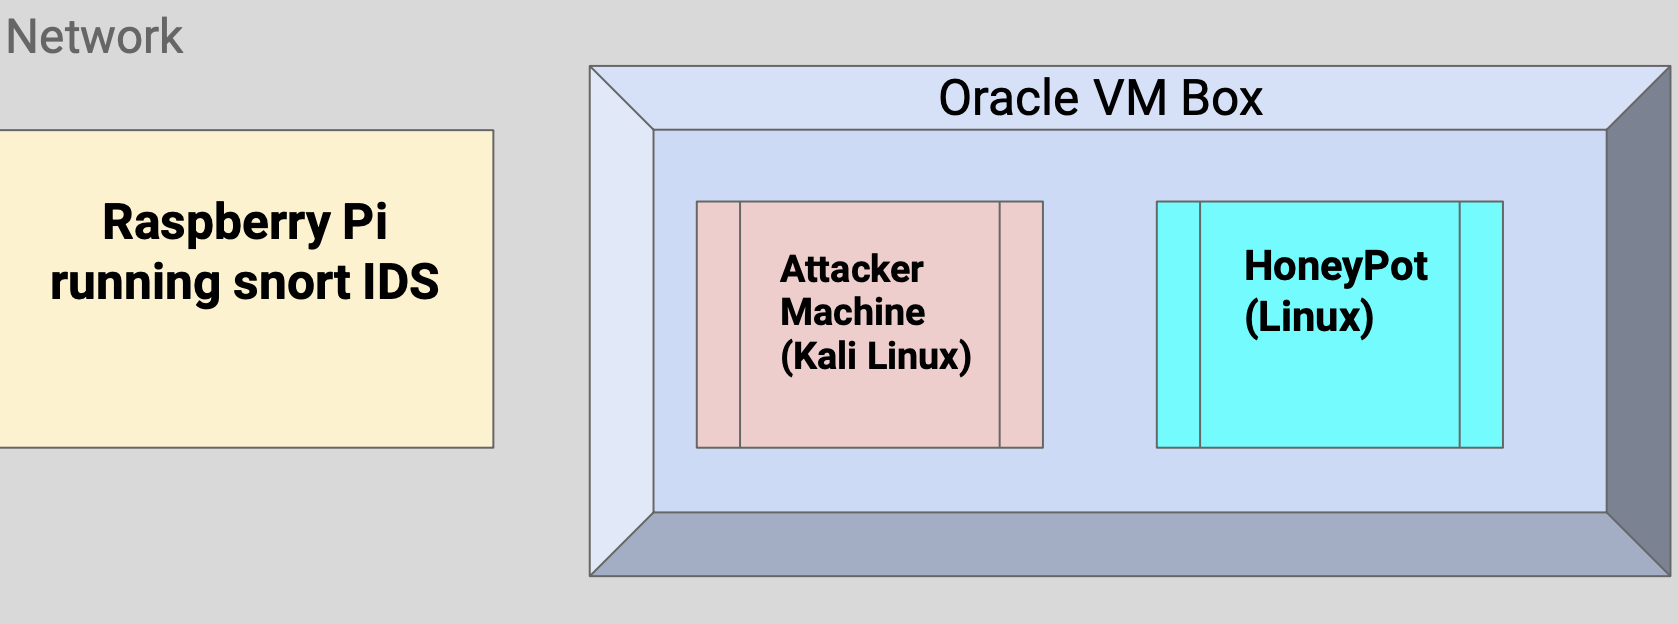 Network
Oracle VM Box
Raspberry Pi
running snort IDS
Attacker
Machine
(Kali Linux)
HoneyPot
(Linux)